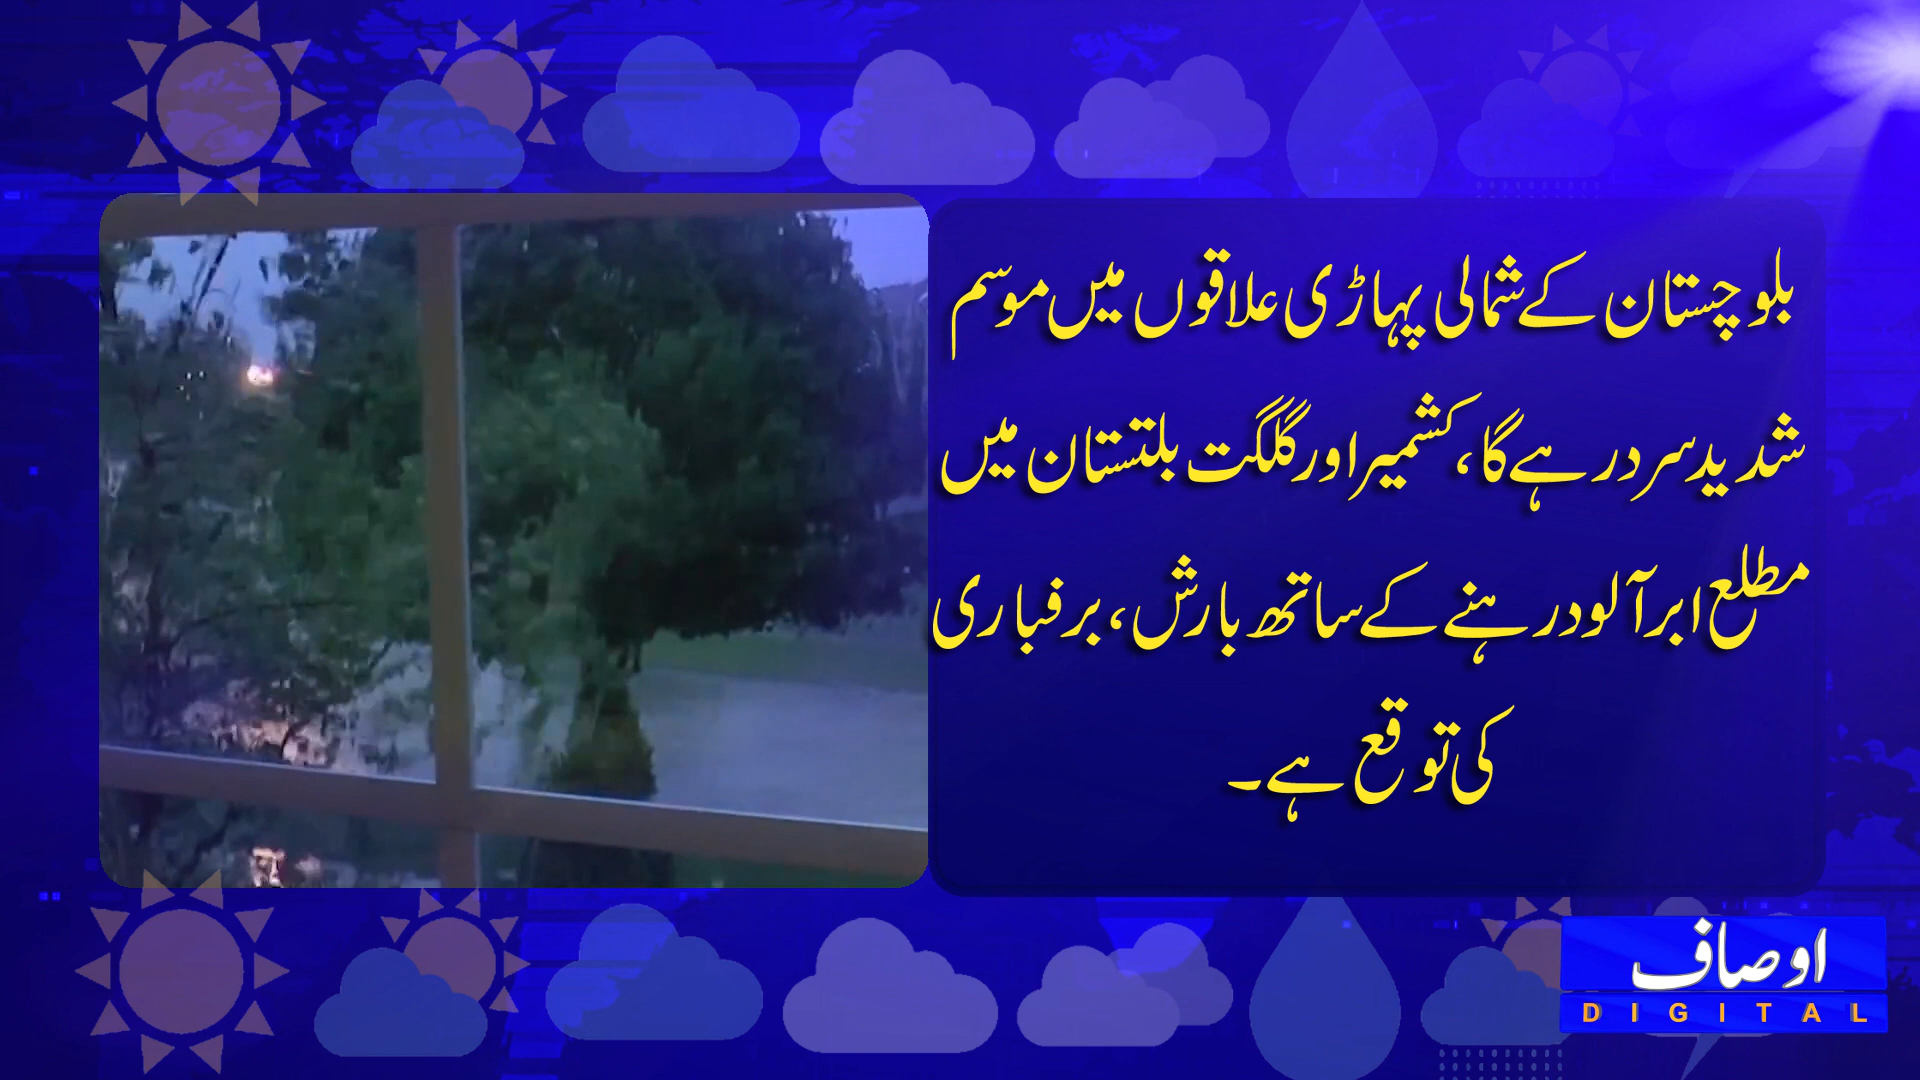 بلوچستان کے شمالی پہاڑی علاقوں میں موسم
شدید سرد رہے گا، کشمیر اور گلگت بلتستان میں
مطلع ابر آلود رہنے کے ساتھ بارش، برفباری
کی توقع ہے۔
اوصاف
DIGITAL